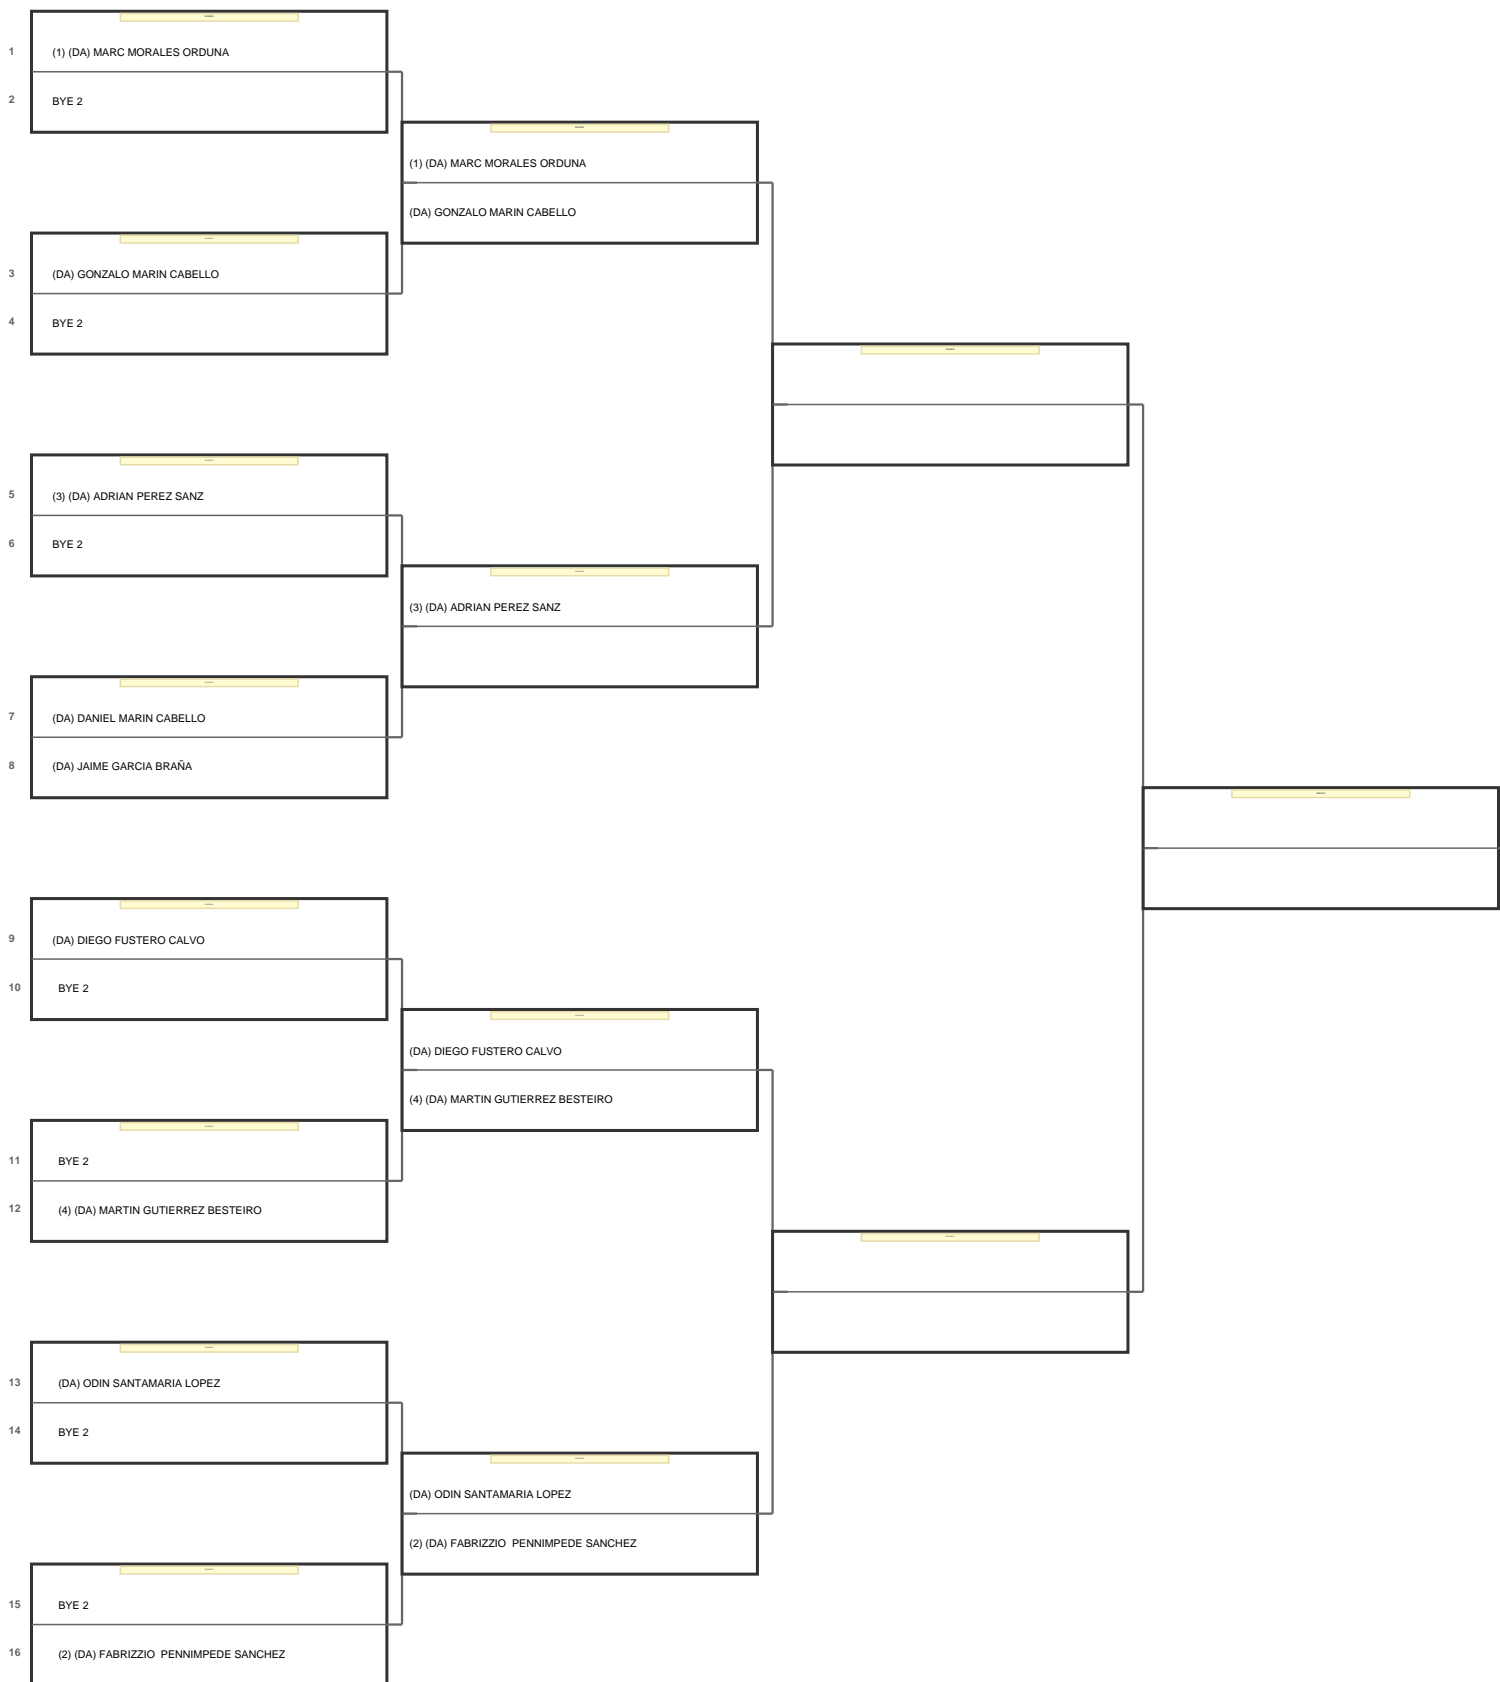 1 (1) (DA) MARC MORALES ORDUNA
2 BYE 2
(1) (DA) MARC MORALES ORDUNA
(DA) GONZALO MARIN CABELLO
3 (DA) GONZALO MARIN CABELLO
4 BYE 2
5 (3) (DA) ADRIAN PEREZ SANZ
6 BYE 2
(3) (DA) ADRIAN PEREZ SANZ
7 (DA) DANIEL MARIN CABELLO
8 (DA) JAIME GARCIA BRAÑA
9 (DA) DIEGO FUSTERO CALVO
10 BYE 2
(DA) DIEGO FUSTERO CALVO
(4) (DA) MARTIN GUTIERREZ BESTEIRO
11 BYE 2
12 (4) (DA) MARTIN GUTIERREZ BESTEIRO
13 (DA) ODIN SANTAMARIA LOPEZ
14 BYE 2
(DA) ODIN SANTAMARIA LOPEZ
(2) (DA) FABRIZZIO PENNIMPEDE SANCHEZ
15 BYE 2
16 (2) (DA) FABRIZZIO PENNIMPEDE SANCHEZ